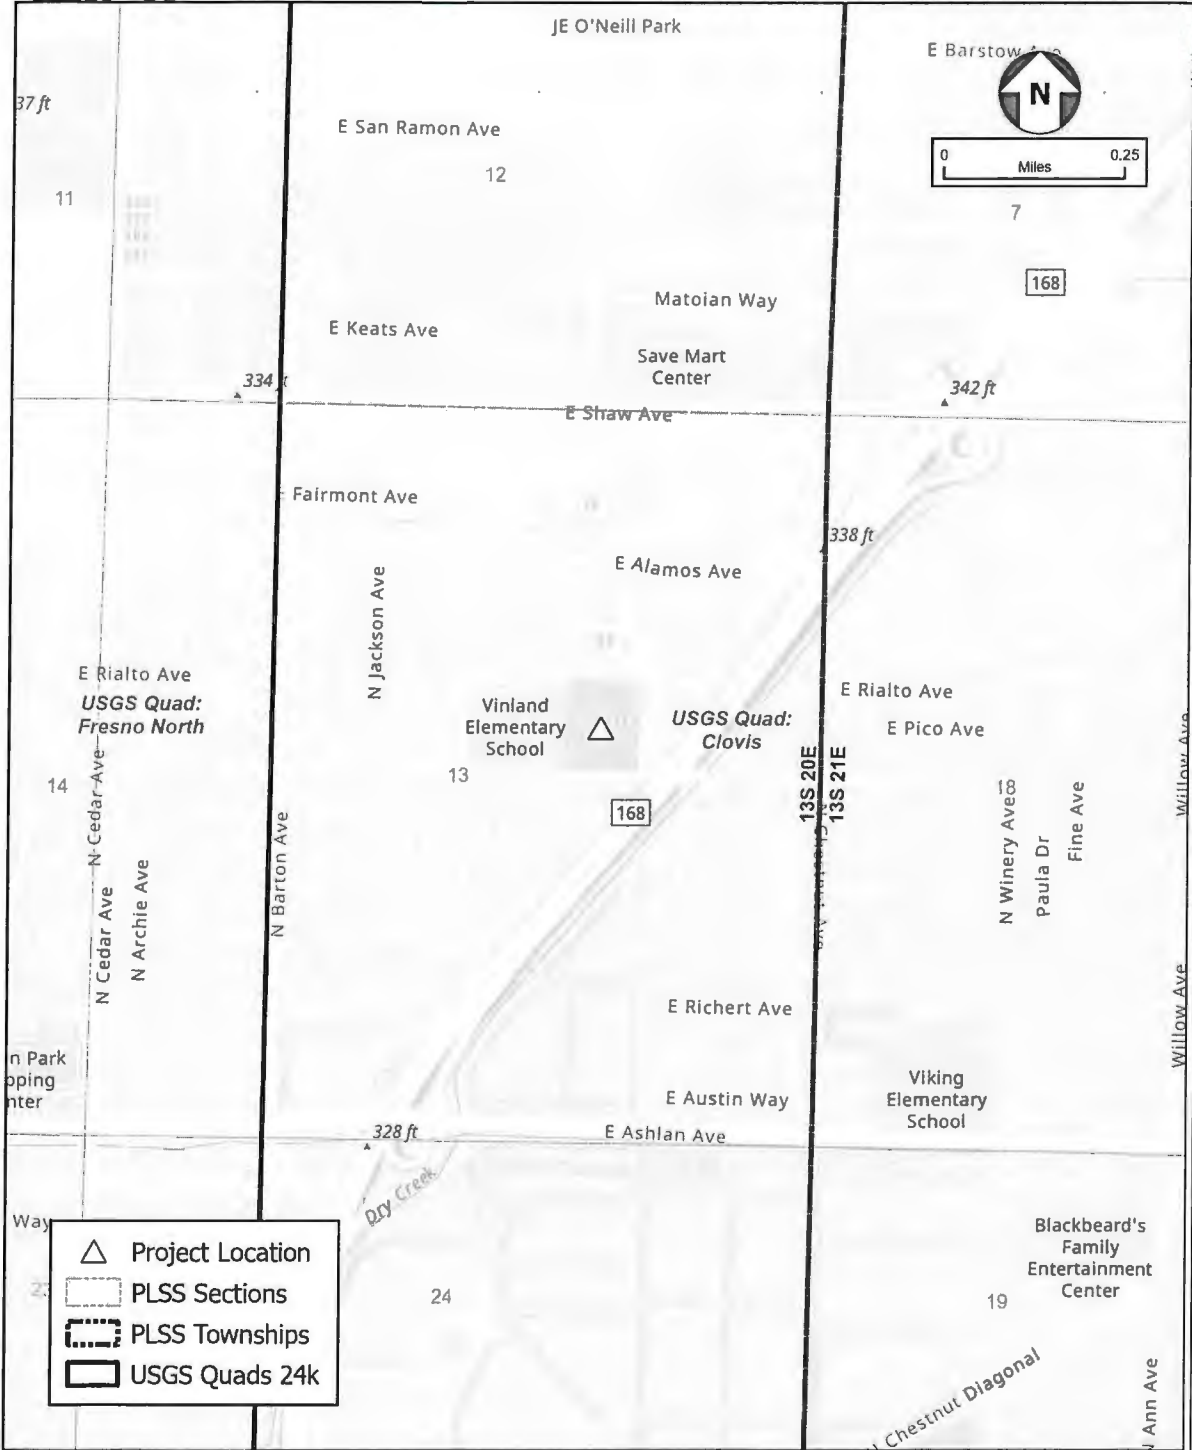 JE O'Neill Park
E Barstow Ave
N
0 Miles 0.25
37 ft
E San Ramon Ave
12
11
7
168
Matoian Way
E Keats Ave
Save Mart
Center
334 ft
342 ft
E Shaw Ave
E Fairmont Ave
338 ft
E Alamos Ave
N Jackson Ave
E Rialto Ave
USGS Quad:
Fresno North
Vinland
Elementary
School
USGS Quad:
Clovis
E Rialto Ave
E Pico Ave
13S 20E
13S 21E
N Chestnut Ave
14
13
168
18
N Cedar Ave
N Cedar Ave
N Archie Ave
N Barton Ave
N Winery Ave
Paula Dr
Fine Ave
Willow Ave
Willow Ave
E Richert Ave
n Park
pping
nter
E Austin Way
Viking
Elementary
School
328 ft
E Ashlan Ave
Dry Creek
Way
23
24
19
Blackbeard's
Family
Entertainment
Center
N Chestnut Diagonal
N Ann Ave
Project Location
PLSS Sections
PLSS Townships
USGS Quads 24k